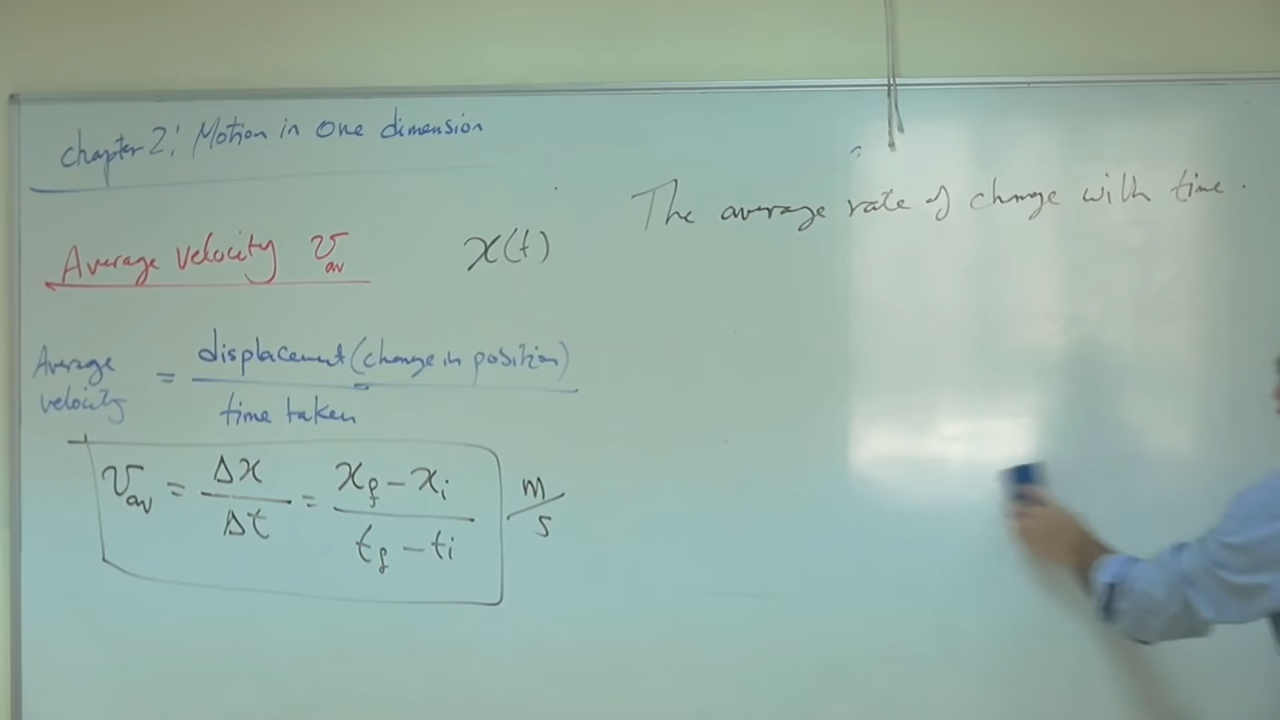 chapter 2: Motion in one dimension
The average rate of change with time.
Average velocity v_av
x(t)
Average velocity = displacement (change in position) / time taken
v_av = Δx/Δt = (x_f - x_i)/(t_f - t_i) m/s